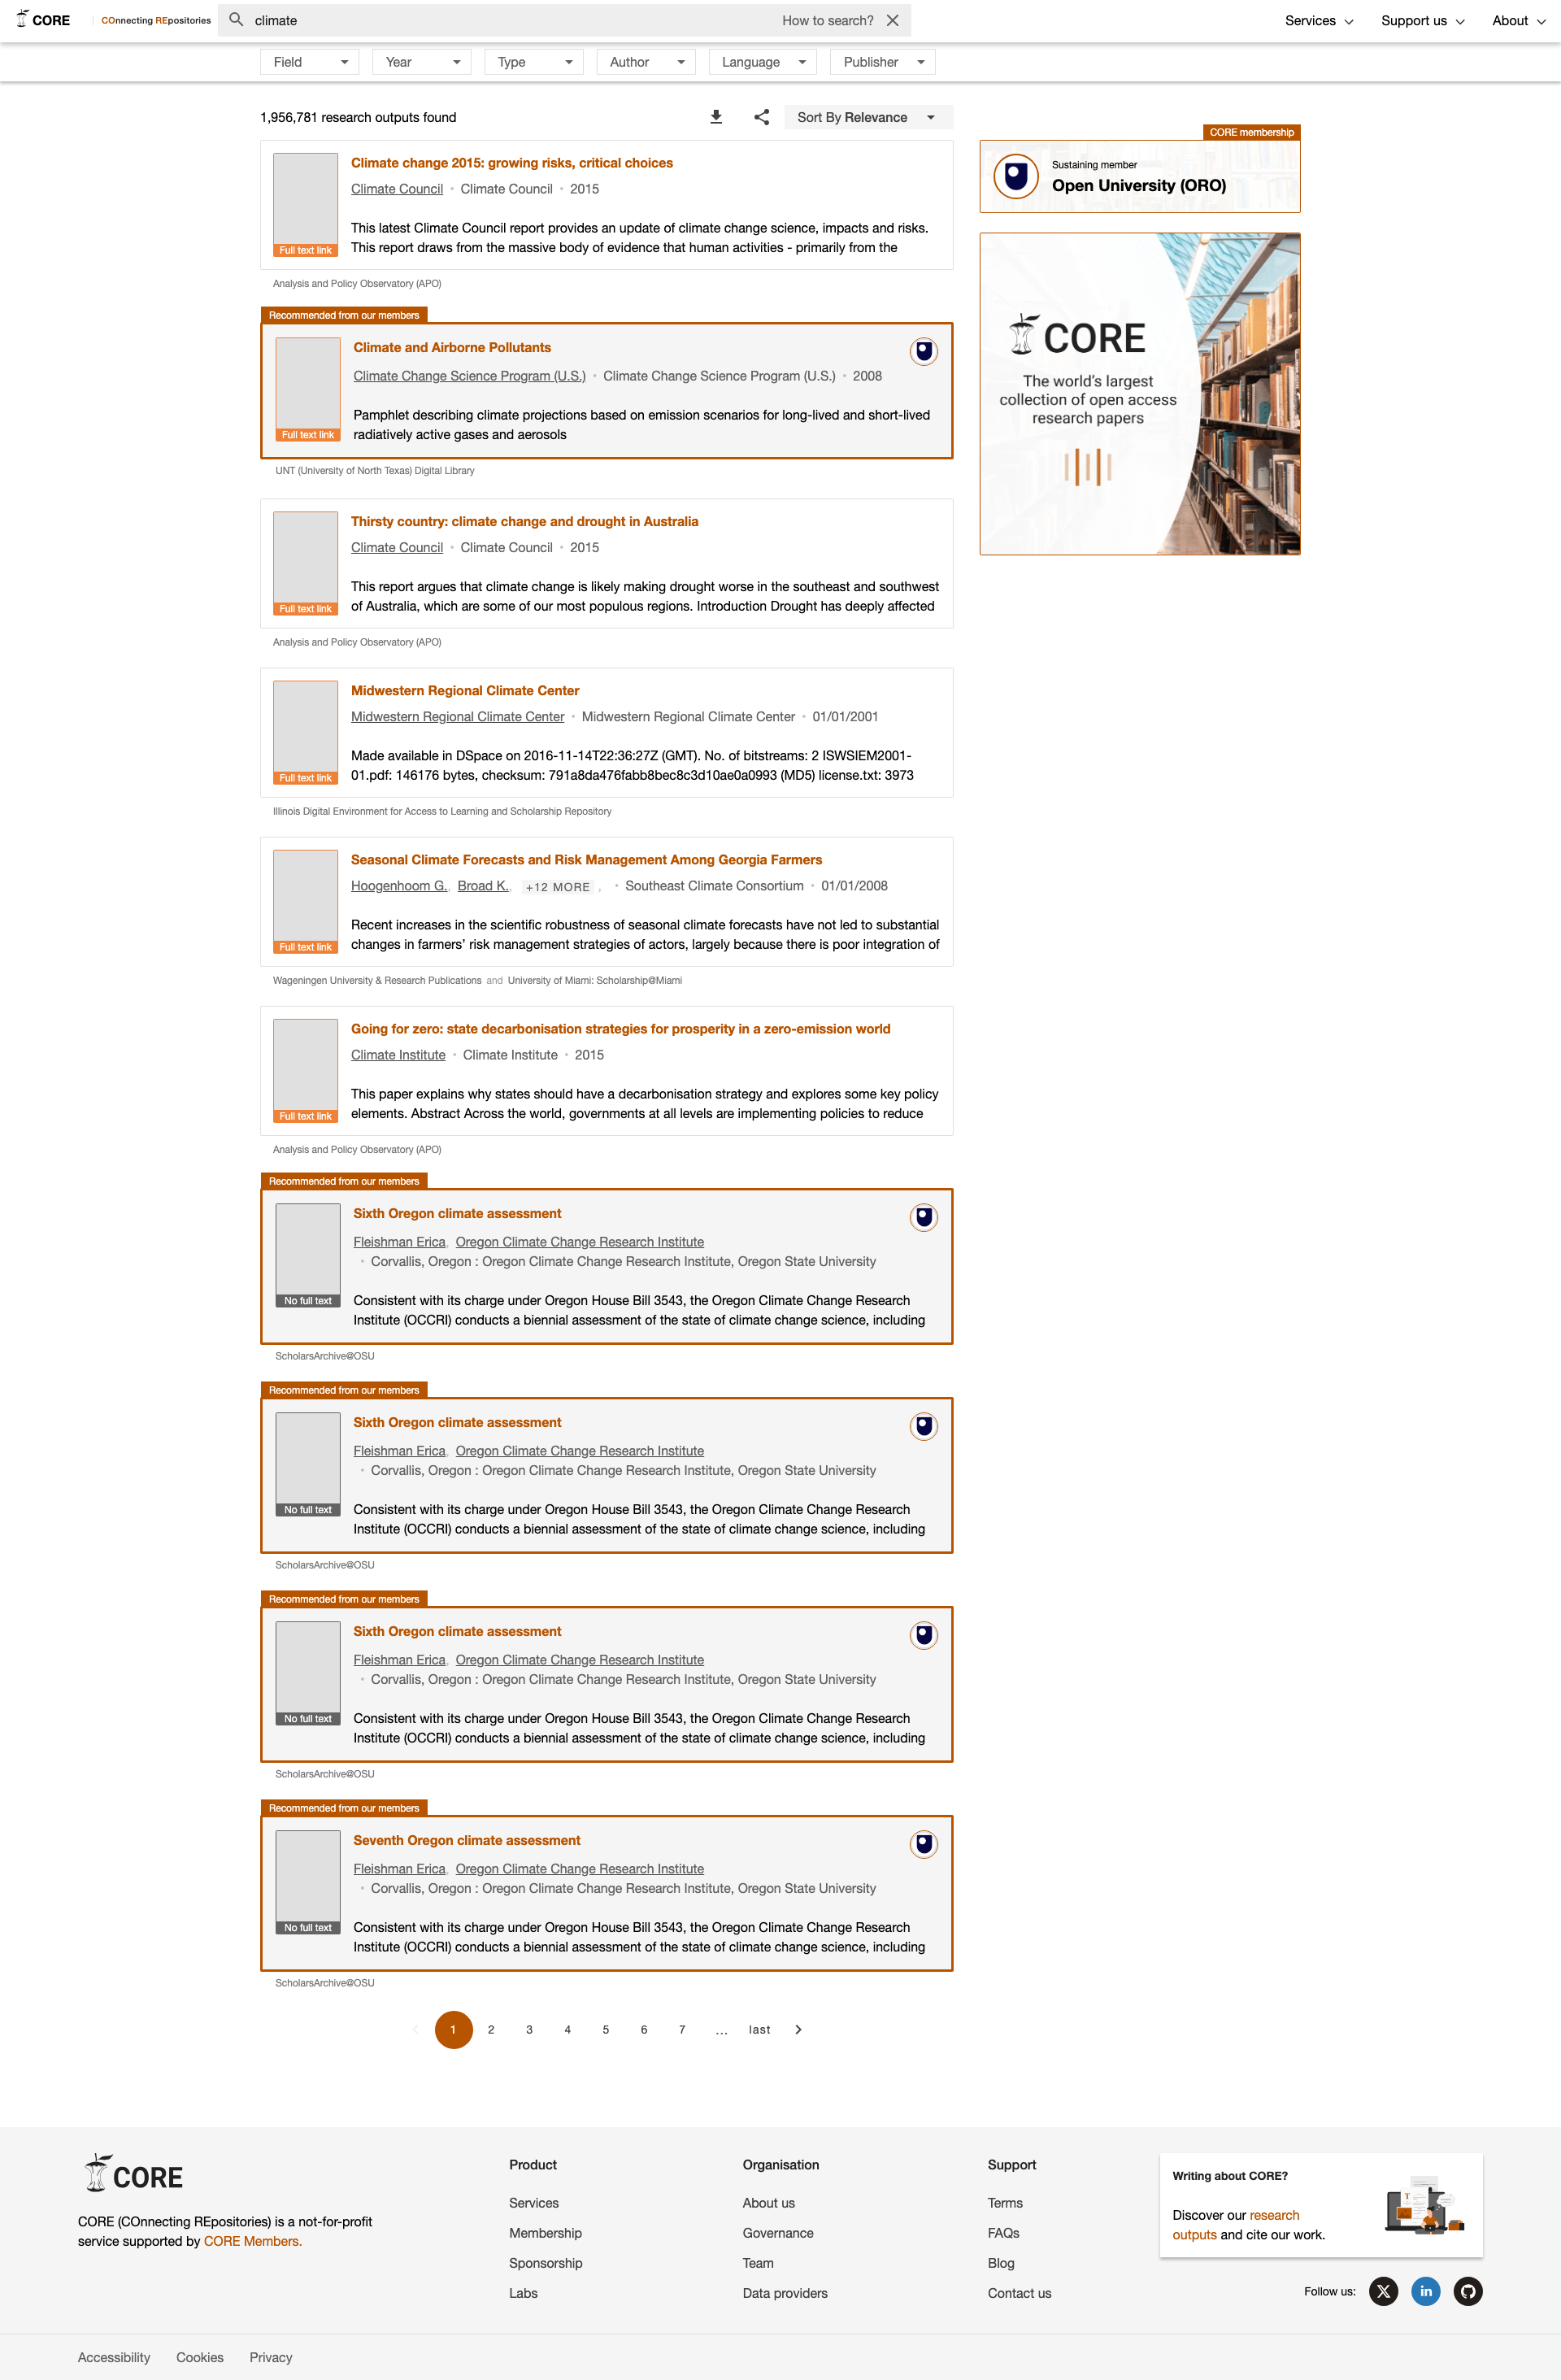 CORE
COnnecting REpositories
climate
How to search?
Services
Support us
About
Field
Year
Type
Author
Language
Publisher
1,956,781 research outputs found
Sort By Relevance
Full text link
Climate change 2015: growing risks, critical choices
Climate Council • Climate Council • 2015
This latest Climate Council report provides an update of climate change science, impacts and risks.
This report draws from the massive body of evidence that human activities - primarily from the
Analysis and Policy Observatory (APO)
Recommended from our members
Full text link
Climate and Airborne Pollutants
Climate Change Science Program (U.S.) • Climate Change Science Program (U.S.) • 2008
Pamphlet describing climate projections based on emission scenarios for long-lived and short-lived
radiatively active gases and aerosols
UNT (University of North Texas) Digital Library
Full text link
Thirsty country: climate change and drought in Australia
Climate Council • Climate Council • 2015
This report argues that climate change is likely making drought worse in the southeast and southwest
of Australia, which are some of our most populous regions. Introduction Drought has deeply affected
Analysis and Policy Observatory (APO)
Full text link
Midwestern Regional Climate Center
Midwestern Regional Climate Center • Midwestern Regional Climate Center • 01/01/2001
Made available in DSpace on 2016-11-14T22:36:27Z (GMT). No. of bitstreams: 2 ISWSIEM2001-
01.pdf: 146176 bytes, checksum: 791a8da476fabb8bec8c3d10ae0a0993 (MD5) license.txt: 3973
Illinois Digital Environment for Access to Learning and Scholarship Repository
Full text link
Seasonal Climate Forecasts and Risk Management Among Georgia Farmers
Hoogenhoom G., Broad K., +12 MORE , • Southeast Climate Consortium • 01/01/2008
Recent increases in the scientific robustness of seasonal climate forecasts have not led to substantial
changes in farmers’ risk management strategies of actors, largely because there is poor integration of
Wageningen University & Research Publications and University of Miami: Scholarship@Miami
Full text link
Going for zero: state decarbonisation strategies for prosperity in a zero-emission world
Climate Institute • Climate Institute • 2015
This paper explains why states should have a decarbonisation strategy and explores some key policy
elements. Abstract Across the world, governments at all levels are implementing policies to reduce
Analysis and Policy Observatory (APO)
Recommended from our members
No full text
Sixth Oregon climate assessment
Fleishman Erica, Oregon Climate Change Research Institute
• Corvallis, Oregon : Oregon Climate Change Research Institute, Oregon State University
Consistent with its charge under Oregon House Bill 3543, the Oregon Climate Change Research
Institute (OCCRI) conducts a biennial assessment of the state of climate change science, including
ScholarsArchive@OSU
Recommended from our members
No full text
Sixth Oregon climate assessment
Fleishman Erica, Oregon Climate Change Research Institute
• Corvallis, Oregon : Oregon Climate Change Research Institute, Oregon State University
Consistent with its charge under Oregon House Bill 3543, the Oregon Climate Change Research
Institute (OCCRI) conducts a biennial assessment of the state of climate change science, including
ScholarsArchive@OSU
Recommended from our members
No full text
Sixth Oregon climate assessment
Fleishman Erica, Oregon Climate Change Research Institute
• Corvallis, Oregon : Oregon Climate Change Research Institute, Oregon State University
Consistent with its charge under Oregon House Bill 3543, the Oregon Climate Change Research
Institute (OCCRI) conducts a biennial assessment of the state of climate change science, including
ScholarsArchive@OSU
Recommended from our members
No full text
Seventh Oregon climate assessment
Fleishman Erica, Oregon Climate Change Research Institute
• Corvallis, Oregon : Oregon Climate Change Research Institute, Oregon State University
Consistent with its charge under Oregon House Bill 3543, the Oregon Climate Change Research
Institute (OCCRI) conducts a biennial assessment of the state of climate change science, including
ScholarsArchive@OSU
1 2 3 4 5 6 7 ... last
CORE membership
Sustaining member
Open University (ORO)
CORE
The world's largest
collection of open access
research papers
CORE
CORE (COnnecting REpositories) is a not-for-profit
service supported by CORE Members.
Product
Services
Membership
Sponsorship
Labs
Organisation
About us
Governance
Team
Data providers
Support
Terms
FAQs
Blog
Contact us
Writing about CORE?
Discover our research
outputs and cite our work.
Follow us:
Accessibility
Cookies
Privacy